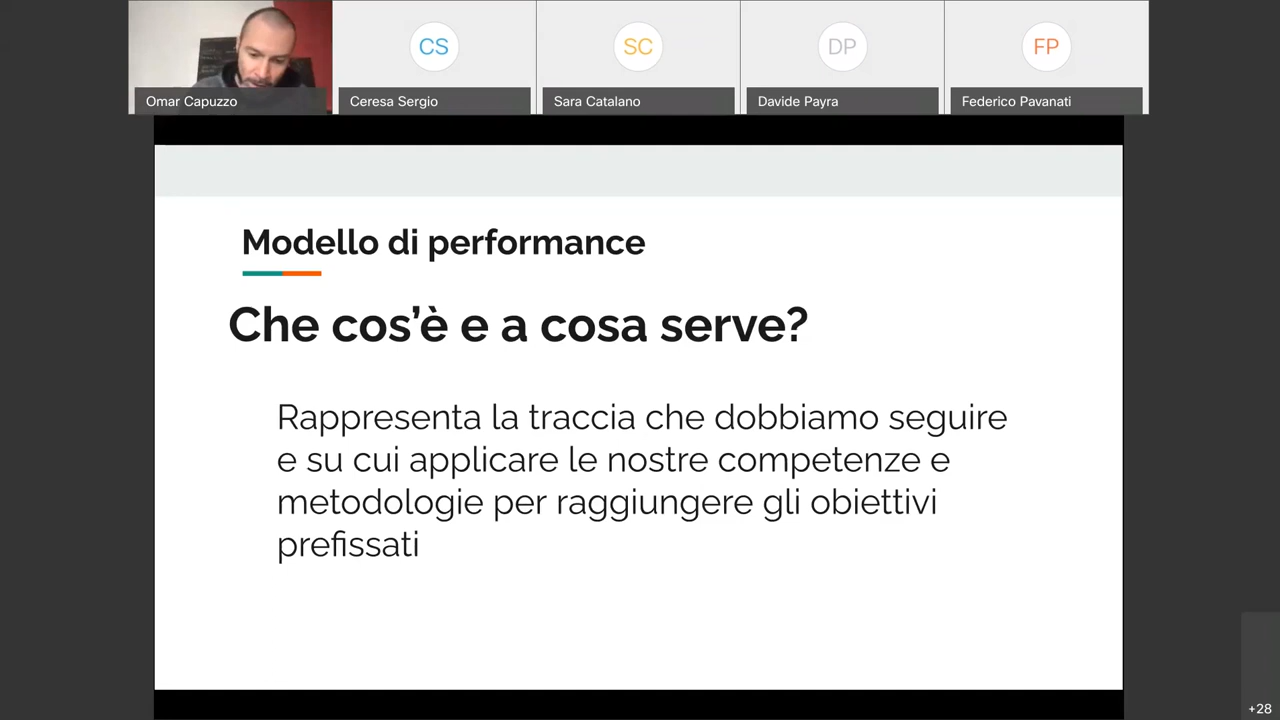 CS
SC
DP
FP
Omar Capuzzo
Ceresa Sergio
Sara Catalano
Davide Payra
Federico Pavanati
Modello di performance
Che cos’è e a cosa serve?
Rappresenta la traccia che dobbiamo seguire
e su cui applicare le nostre competenze e
metodologie per raggiungere gli obiettivi
prefissati
+28